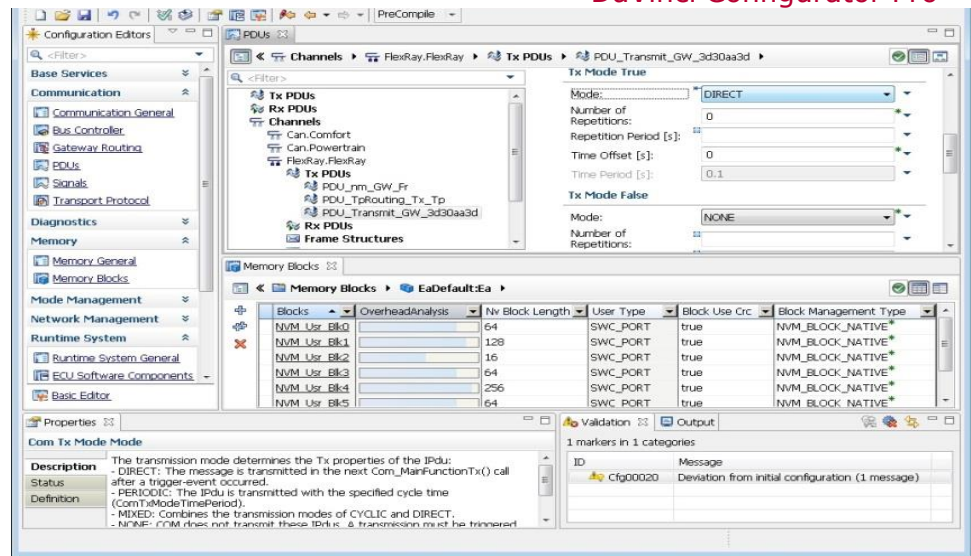 DaVinci Configurator Pro
PreCompile
Configuration Editors
PDUs
<Filter>
Channels FlexRay.FlexRay Tx PDUs PDU_Transmit_GW_3d30aa3d
Base Services
Communication
Communication General
Bus Controller
Gateway Routing
PDUs
Signals
Transport Protocol
Diagnostics
Memory
Memory General
Memory Blocks
Mode Management
Network Management
Runtime System
Runtime System General
ECU Software Components
Basic Editor
<Filter>
Tx PDUs
Rx PDUs
Channels
Can.Comfort
Can.Powertrain
FlexRay.FlexRay
Tx PDUs
PDU_nm_GW_Fr
PDU_TpRouting_Tx_Tp
PDU_Transmit_GW_3d30aa3d
Rx PDUs
Frame Structures
Tx Mode True
Mode: * DIRECT
Number of Repetitions: 0 *
Repetition Period [s]:
Time Offset [s]: 0 *
Time Period [s]: 0.1
Tx Mode False
Mode: NONE *
Number of Repetitions:
Memory Blocks
Memory Blocks EaDefault:Ea
Blocks OverheadAnalysis Nv Block Length User Type Block Use Crc Block Management Type
NVM_Usr_Blk0 64 SWC_PORT true NVM_BLOCK_NATIVE*
NVM_Usr_Blk1 128 SWC_PORT true NVM_BLOCK_NATIVE*
NVM_Usr_Blk2 16 SWC_PORT true NVM_BLOCK_NATIVE*
NVM_Usr_Blk3 64 SWC_PORT true NVM_BLOCK_NATIVE*
NVM_Usr_Blk4 256 SWC_PORT true NVM_BLOCK_NATIVE*
NVM_Usr_Blk5 64 SWC_PORT true NVM_BLOCK_NATIVE*
Properties
Com Tx Mode Mode
Description
Status
Definition
The transmission mode determines the Tx properties of the IPdu:
- DIRECT: The message is transmitted in the next Com_MainFunctionTx() call
after a trigger-event occurred.
- PERIODIC: The IPdu is transmitted with the specified cycle time
(ComTxModeTimePeriod).
- MIXED: Combines the transmission modes of CYCLIC and DIRECT.
- NONE: COM does not transmit these IPdus. A transmission must be triggered
Validation Output
1 markers in 1 categories
ID Message
Cfg00020 Deviation from initial configuration (1 message)